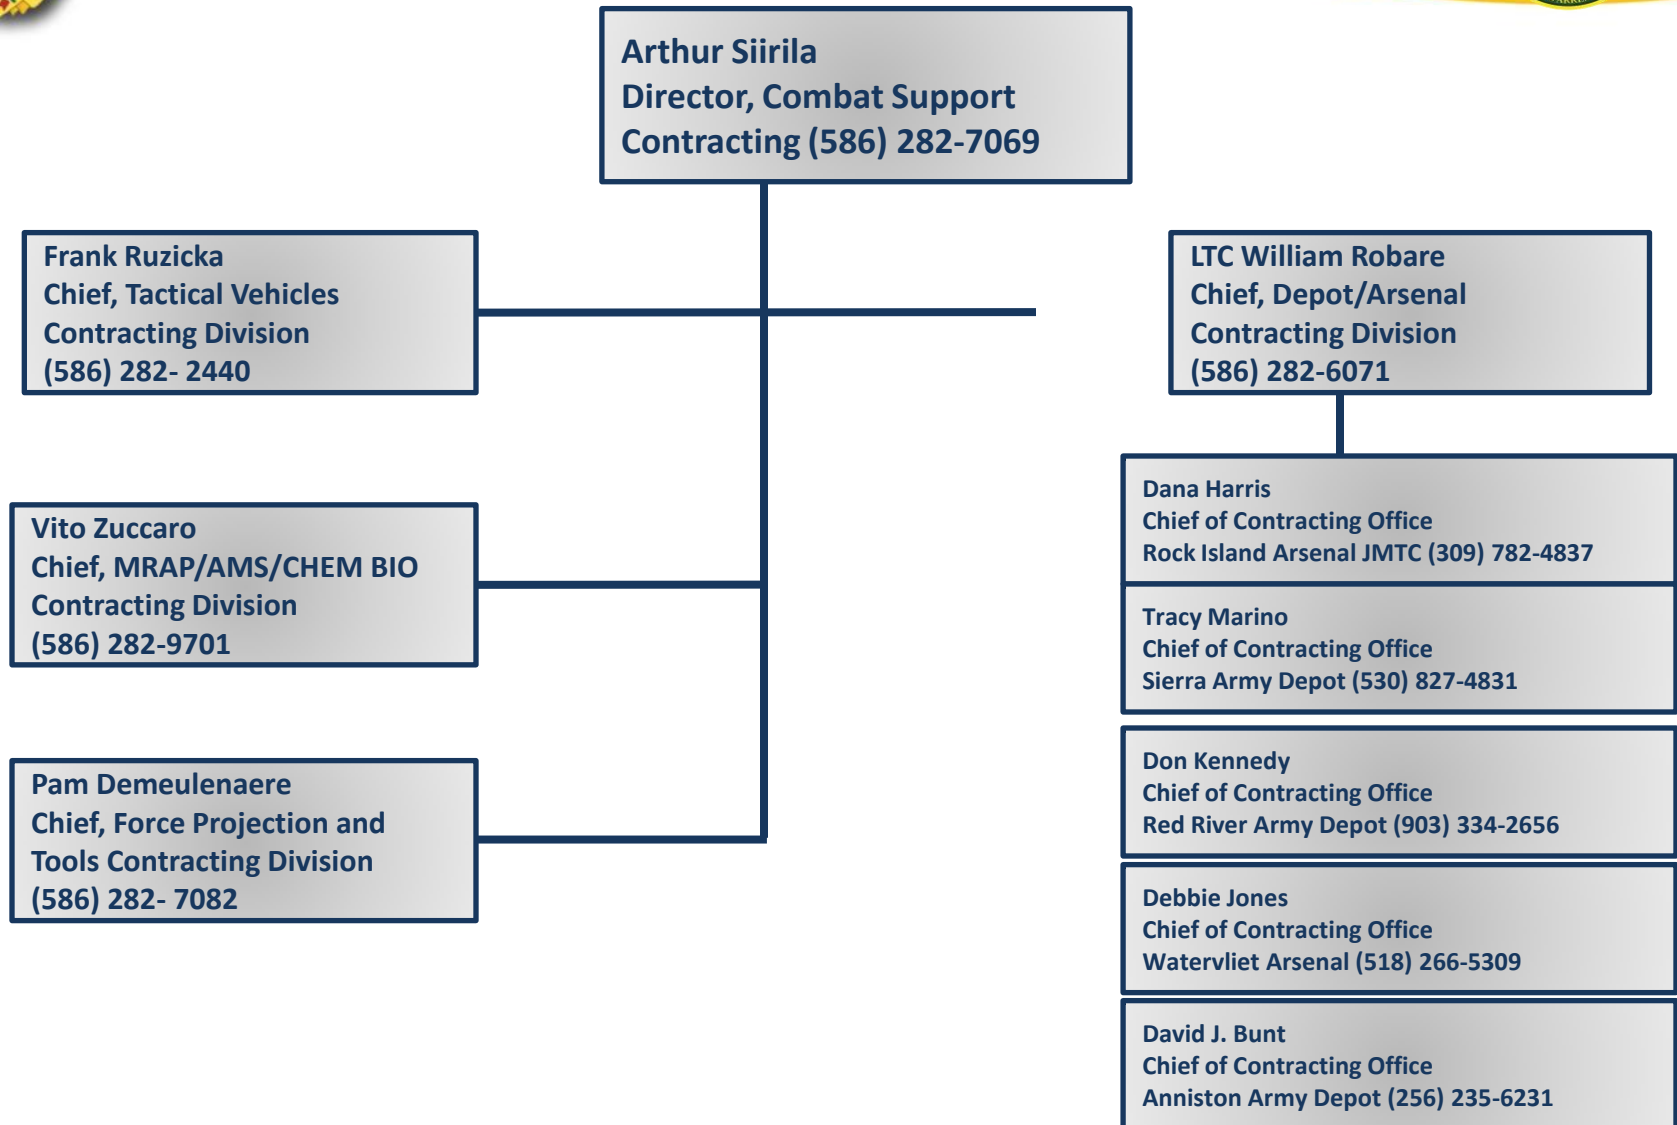 Arthur Siirila
Director, Combat Support
Contracting (586) 282-7069
Frank Ruzicka
Chief, Tactical Vehicles
Contracting Division
(586) 282- 2440
LTC William Robare
Chief, Depot/Arsenal
Contracting Division
(586) 282-6071
Vito Zuccaro
Chief, MRAP/AMS/CHEM BIO
Contracting Division
(586) 282-9701
Pam Demeulenaere
Chief, Force Projection and
Tools Contracting Division
(586) 282- 7082
Dana Harris
Chief of Contracting Office
Rock Island Arsenal JMTC (309) 782-4837
Tracy Marino
Chief of Contracting Office
Sierra Army Depot (530) 827-4831
Don Kennedy
Chief of Contracting Office
Red River Army Depot (903) 334-2656
Debbie Jones
Chief of Contracting Office
Watervliet Arsenal (518) 266-5309
David J. Bunt
Chief of Contracting Office
Anniston Army Depot (256) 235-6231